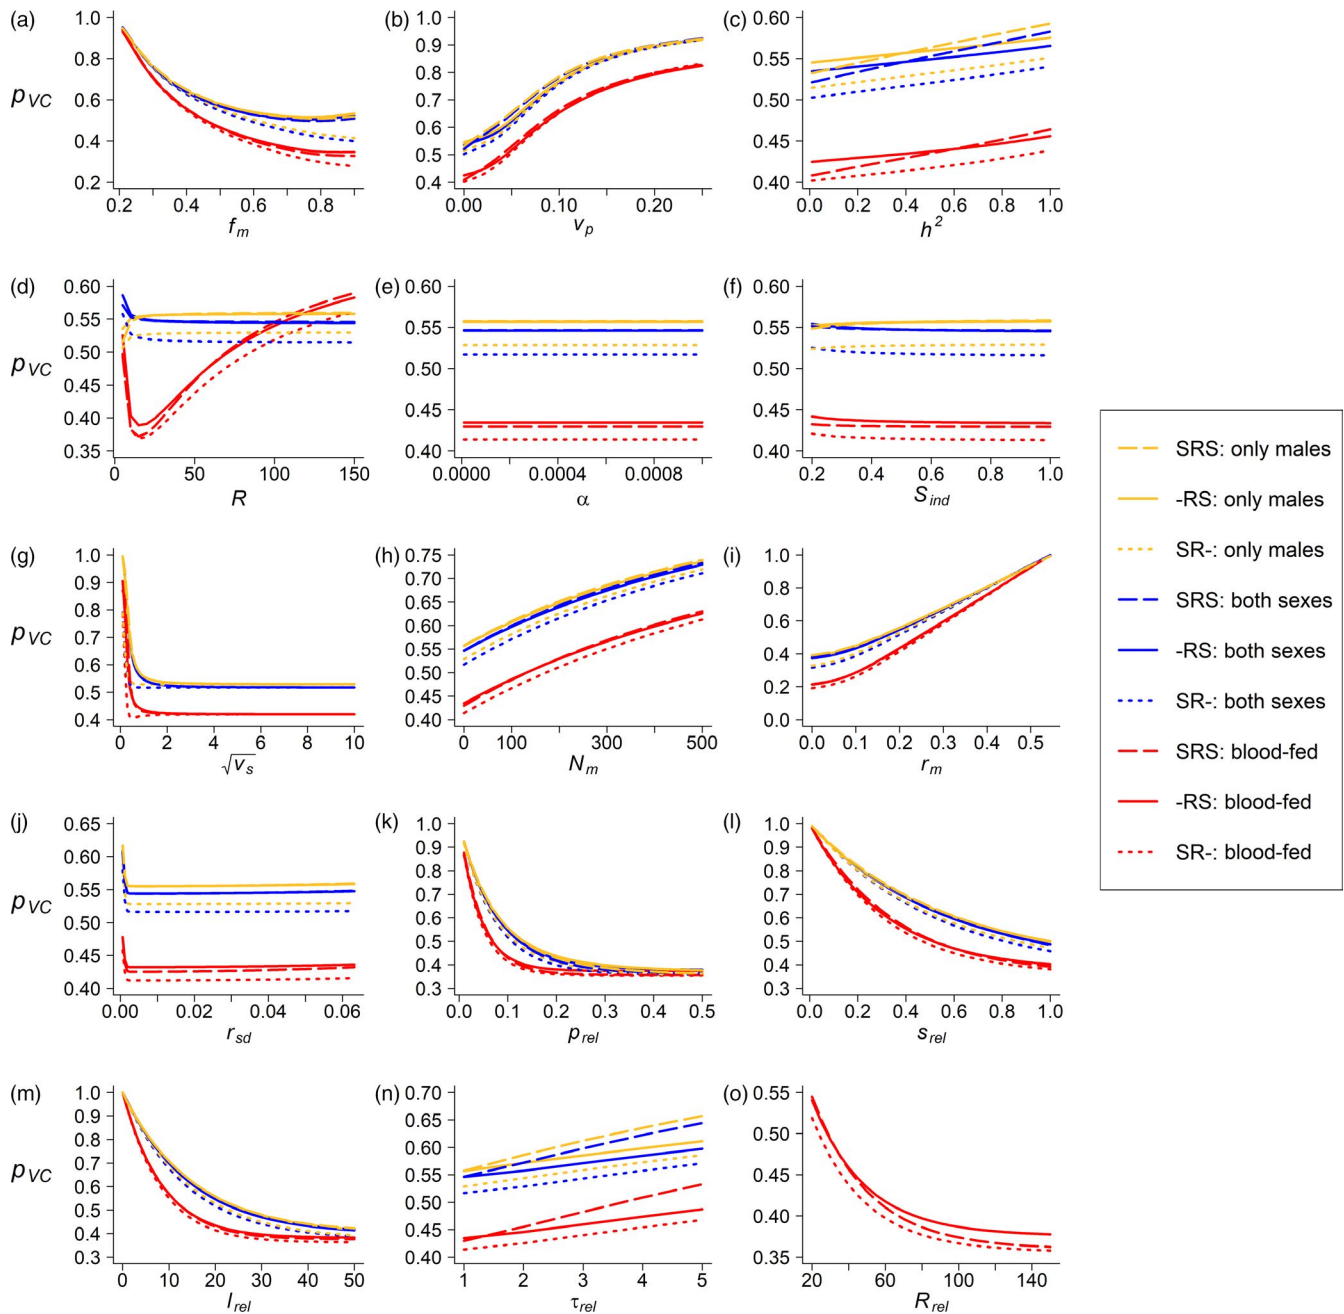 (a)
1.0
0.8
0.6
0.4
0.2
pVC
0.2 0.4 0.6 0.8
fm
(b)
1.0
0.9
0.8
0.7
0.6
0.5
0.4
0.00 0.10 0.20
vp
(c)
0.60
0.55
0.50
0.45
0.40
0.0 0.2 0.4 0.6 0.8 1.0
h2
(d)
0.60
0.55
0.50
0.45
0.40
0.35
pVC
0 50 100 150
R
(e)
0.60
0.55
0.50
0.45
0.40
0.0000 0.0004 0.0008
α
(f)
0.60
0.55
0.50
0.45
0.40
0.2 0.4 0.6 0.8 1.0
Sind
(g)
1.0
0.9
0.8
0.7
0.6
0.5
0.4
pVC
0 2 4 6 8 10
√vs
(h)
0.75
0.70
0.65
0.60
0.55
0.50
0.45
0.40
0 100 300 500
Nm
(i)
1.0
0.8
0.6
0.4
0.2
0.0
0.0 0.1 0.2 0.3 0.4 0.5
rm
(j)
0.65
0.60
0.55
0.50
0.45
0.40
pVC
0.00 0.02 0.04 0.06
rsd
(k)
1.0
0.9
0.8
0.7
0.6
0.5
0.4
0.3
0.0 0.1 0.2 0.3 0.4 0.5
prel
(l)
1.0
0.9
0.8
0.7
0.6
0.5
0.4
0.3
0.0 0.2 0.4 0.6 0.8 1.0
srel
(m)
1.0
0.9
0.8
0.7
0.6
0.5
0.4
0.3
pVC
0 10 20 30 40 50
Irel
(n)
0.70
0.65
0.60
0.55
0.50
0.45
0.40
1 2 3 4 5
τrel
(o)
0.55
0.50
0.45
0.40
0.35
20 60 100 140
Rrel
SRS: only males
-RS: only males
SR-: only males
SRS: both sexes
-RS: both sexes
SR-: both sexes
SRS: blood-fed
-RS: blood-fed
SR-: blood-fed